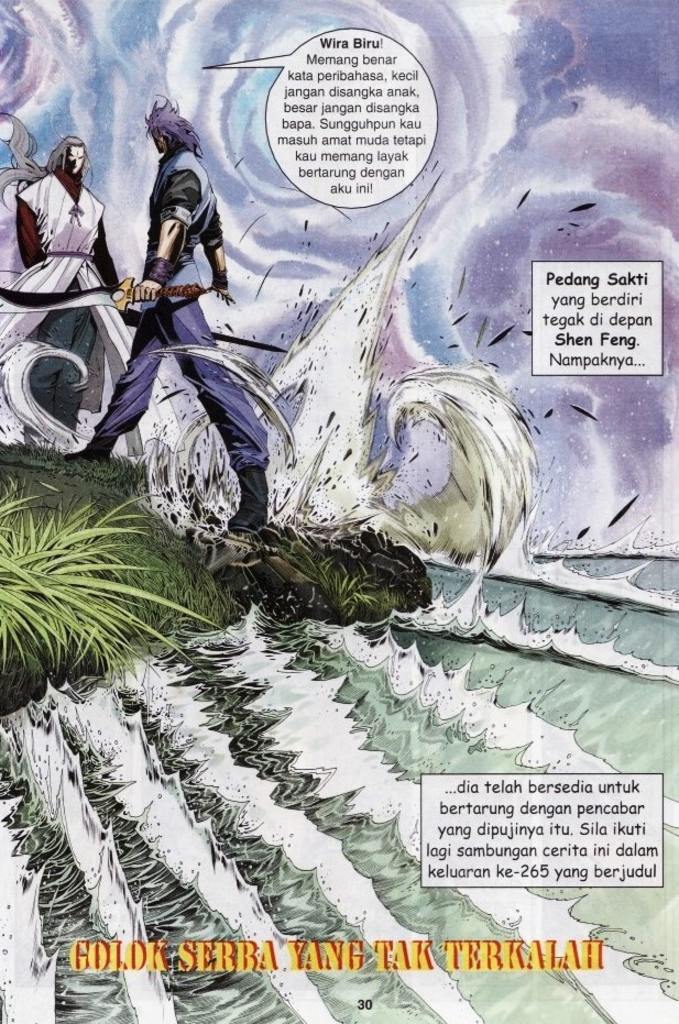 Wira Biru!
Memang benar
kata peribahasa, kecil
jangan disangka anak,
besar jangan disangka
bapa. Sungguhpun kau
masuh amat muda tetapi
kau memang layak
bertarung dengan
aku ini!
Pedang Sakti
yang berdiri
tegak di depan
Shen Feng.
Nampaknya...
...dia telah bersedia untuk
bertarung dengan pencabar
yang dipujinya itu. Sila ikuti
lagi sambungan cerita ini dalam
keluaran ke-265 yang berjudul
GOLOK SERBA YANG TAK TERKALAH
30